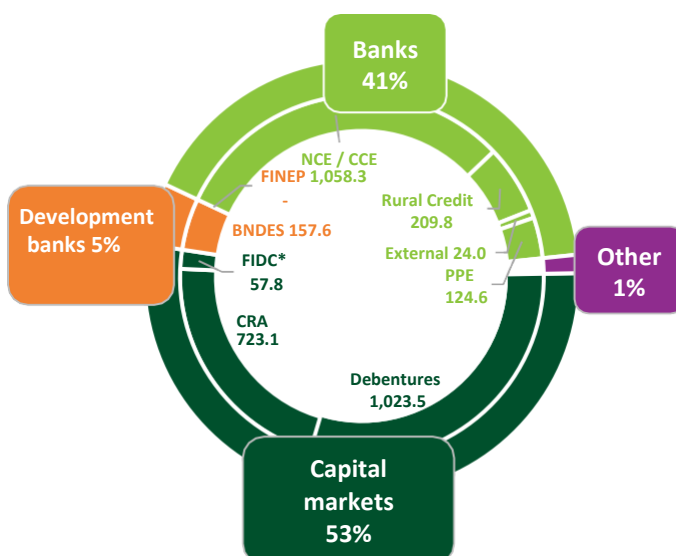 Banks
41%
NCE / CCE
1,058.3
FINEP
-
BNDES 157.6
Rural Credit
209.8
External 24.0
PPE
124.6
Development
banks 5%
Other
1%
FIDC*
57.8
CRA
723.1
Debentures
1,023.5
Capital
markets
53%